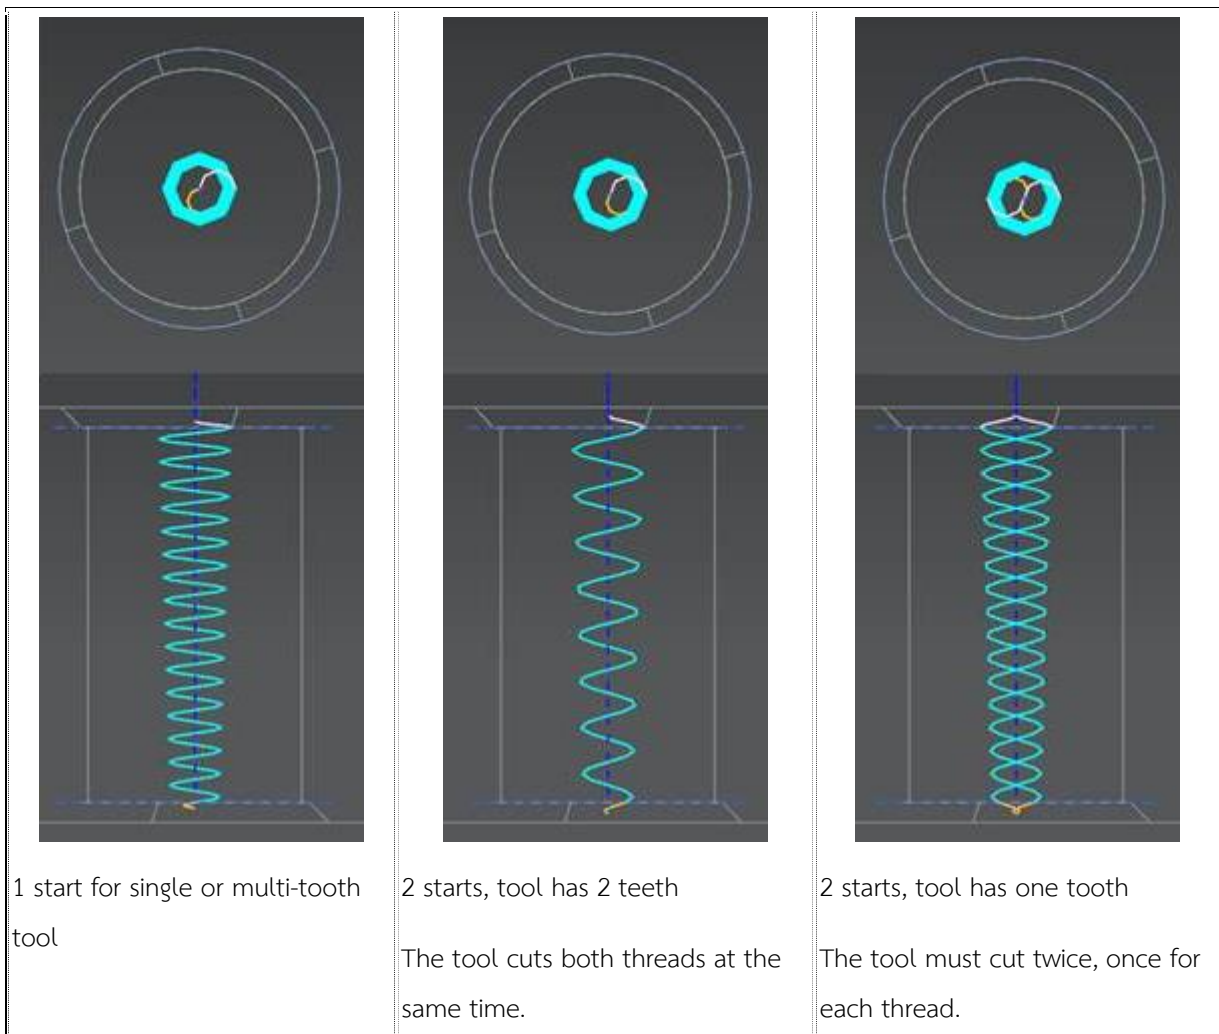 1 start for single or multi-tooth
tool
2 starts, tool has 2 teeth
The tool cuts both threads at the
same time.
2 starts, tool has one tooth
The tool must cut twice, once for
each thread.